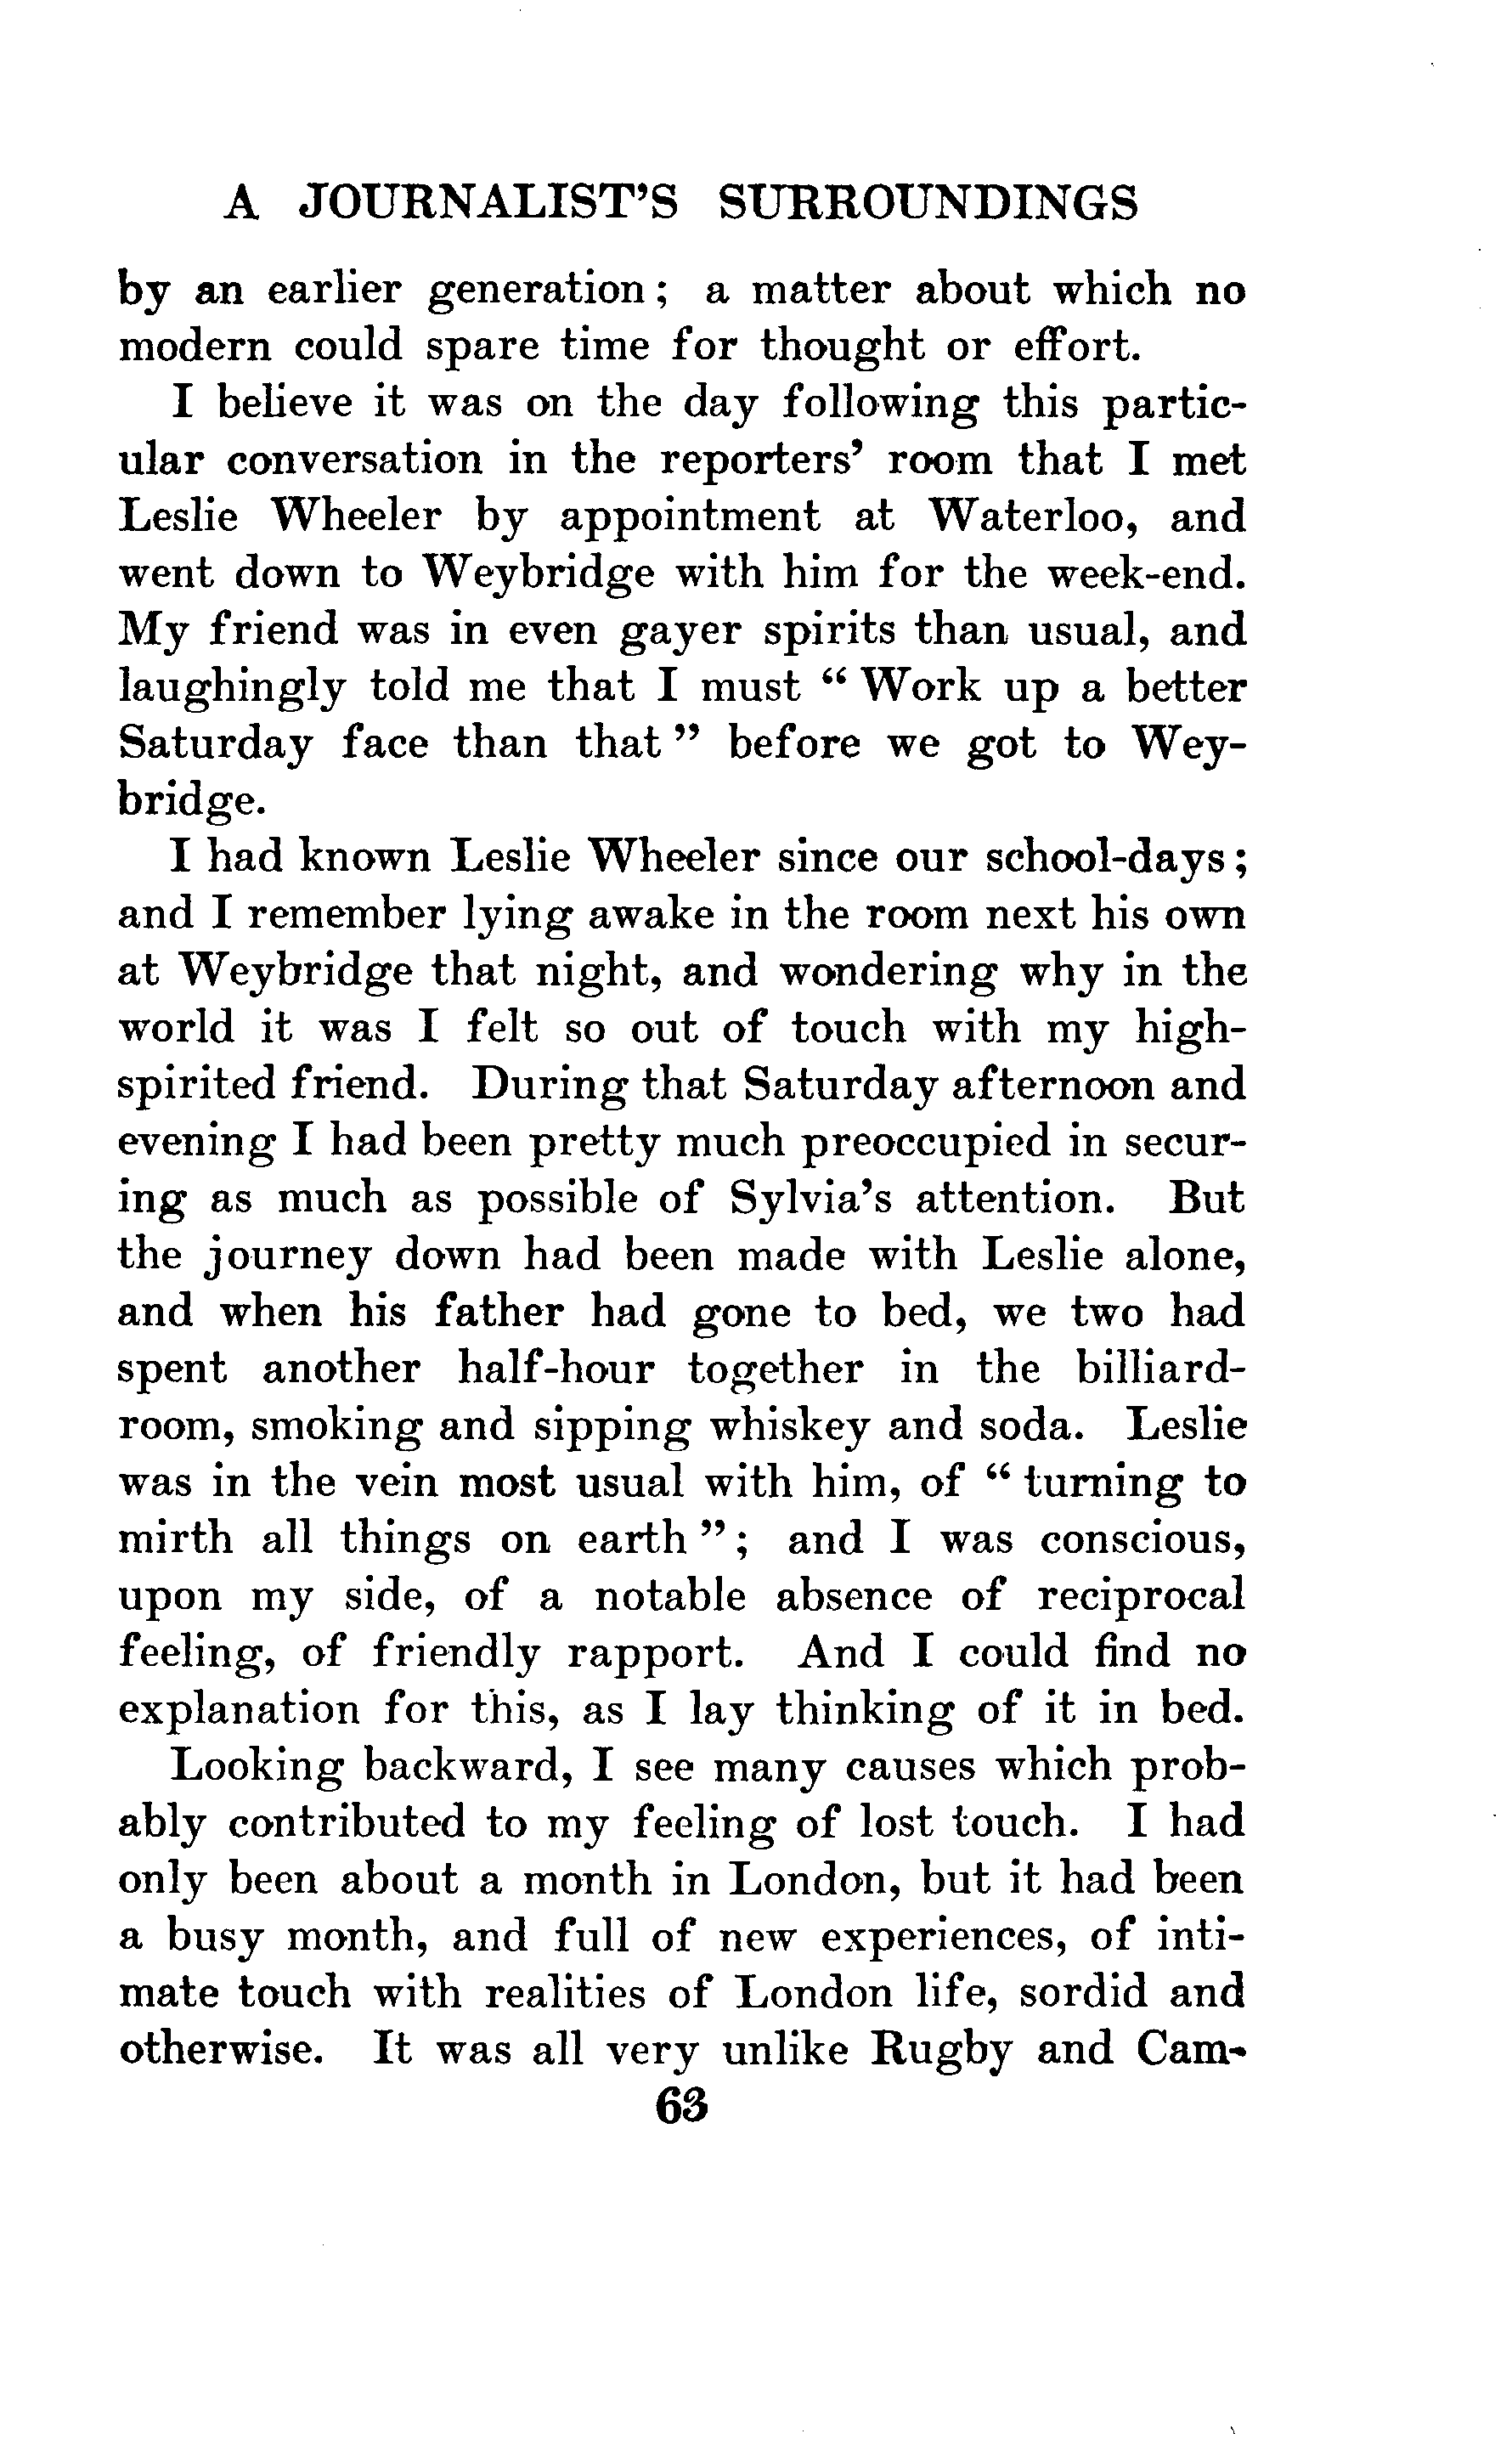 A JOURNALIST'S SURROUNDINGS
by an earlier generation; a matter about which no
modern could spare time for thought or effort.
I believe it was on the day following this partic-
ular conversation in the reporters' room that I met
Leslie Wheeler by appointment at Waterloo, and
went down to Weybridge with him for the week-end.
My friend was in even gayer spirits than usual, and
laughingly told me that I must "Work up a better
Saturday face than that" before we got to Wey-
bridge.
I had known Leslie Wheeler since our school-days;
and I remember lying awake in the room next his own
at Weybridge that night, and wondering why in the
world it was I felt so out of touch with my high-
spirited friend. During that Saturday afternoon and
evening I had been pretty much preoccupied in secur-
ing as much as possible of Sylvia's attention. But
the journey down had been made with Leslie alone,
and when his father had gone to bed, we two had
spent another half-hour together in the billiard-
room, smoking and sipping whiskey and soda. Leslie
was in the vein most usual with him, of "turning to
mirth all things on earth"; and I was conscious,
upon my side, of a notable absence of reciprocal
feeling, of friendly rapport. And I could find no
explanation for this, as I lay thinking of it in bed.
Looking backward, I see many causes which prob-
ably contributed to my feeling of lost touch. I had
only been about a month in London, but it had been
a busy month, and full of new experiences, of inti-
mate touch with realities of London life, sordid and
otherwise. It was all very unlike Rugby and Cam-
63